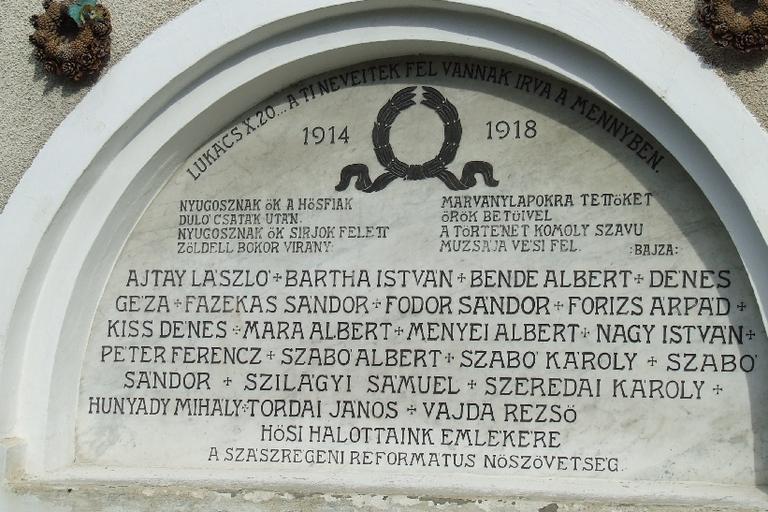 LUKACS X.20...A TI NEVEITEK FEL VANNAK IRVA A MENNYBEN.
1914 1918
NYUGOSZNAK ŐK A HŐSFIAK
DULÓ CSATÁK UTÁN.
NYUGOSZNAK ŐK SIRJOK FELETT
ZÖLDELL BOKOR VIRÁNY.
MÁRVÁNYLAPOKRA TETTÖKET
ÖRÖK BETŰIVEL
A TÖRTÉNET KOMOLY SZAVU
MÚZSÁJA VÉSI FEL. :BAJZA:
AJTAY LÁSZLÓ + BARTHA ISTVÁN + BENDE ALBERT + DÉNES
GÉZA + FAZEKAS SÁNDOR + FODOR SÁNDOR + FORIZS ÁRPÁD +
KISS DÉNES + MÁRA ALBERT + MENYEI ALBERT + NAGY ISTVÁN +
PÉTER FERENCZ + SZABÓ ALBERT + SZABÓ KÁROLY + SZABÓ
SÁNDOR + SZILÁGYI SÁMUEL + SZEREDAI KÁROLY +
HUNYADY MIHÁLY + TORDAI JÁNOS + VAJDA REZSŐ
HŐSI HALOTTAINK EMLÉKÉRE
A SZÁSZRÉGENI REFORMÁTUS NŐSZÖVETSÉG.